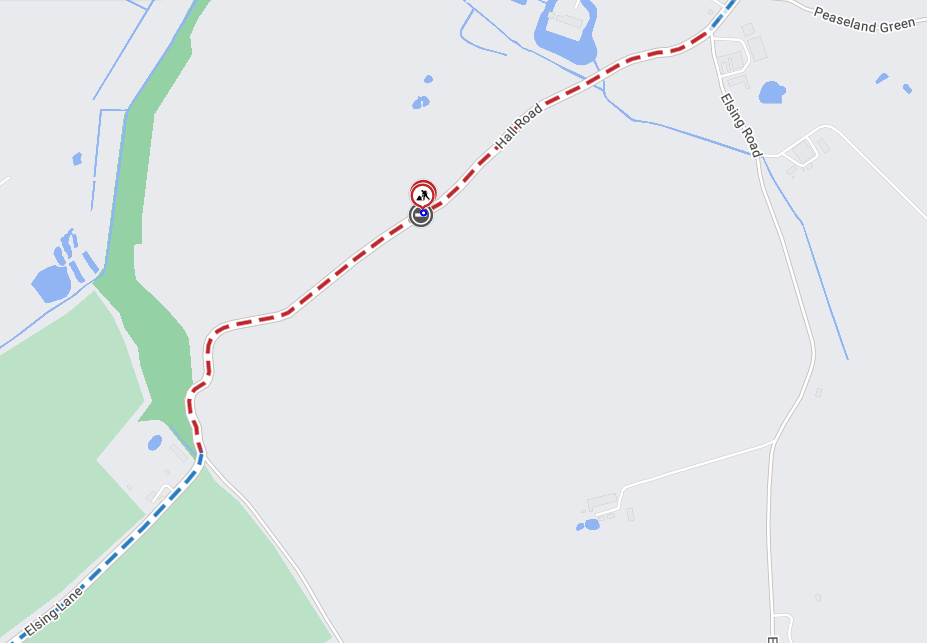 Peaseland Green
Hall Road
Elsing Road
Elsing Lane
E